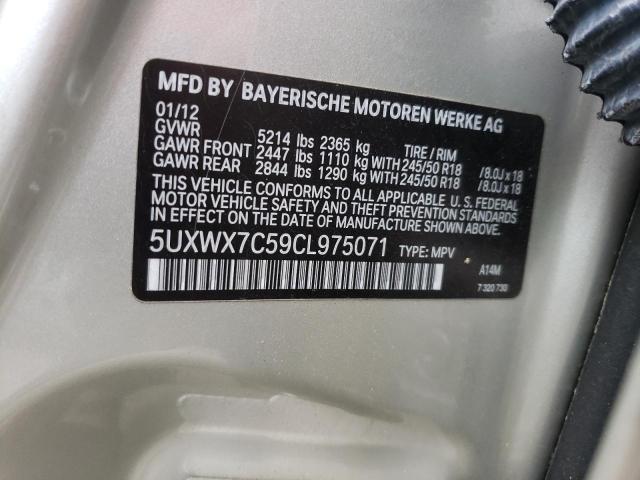 MFD BY BAYERISCHE MOTOREN WERKE AG
01/12
GVWR 5214 lbs 2365 kg TIRE / RIM
GAWR FRONT 2447 lbs 1110 kg WITH 245/50 R18 /8.0J x 18
GAWR REAR 2844 lbs 1290 kg WITH 245/50 R18 /8.0J x 18
THIS VEHICLE CONFORMS TO ALL APPLICABLE U.S. FEDERAL
MOTOR VEHICLE SAFETY AND THEFT PREVENTION STANDARDS
IN EFFECT ON THE DATE OF MANUFACTURE SHOWN ABOVE.
5UXWX7C59CL975071 TYPE: MPV
A14M
7 320 730